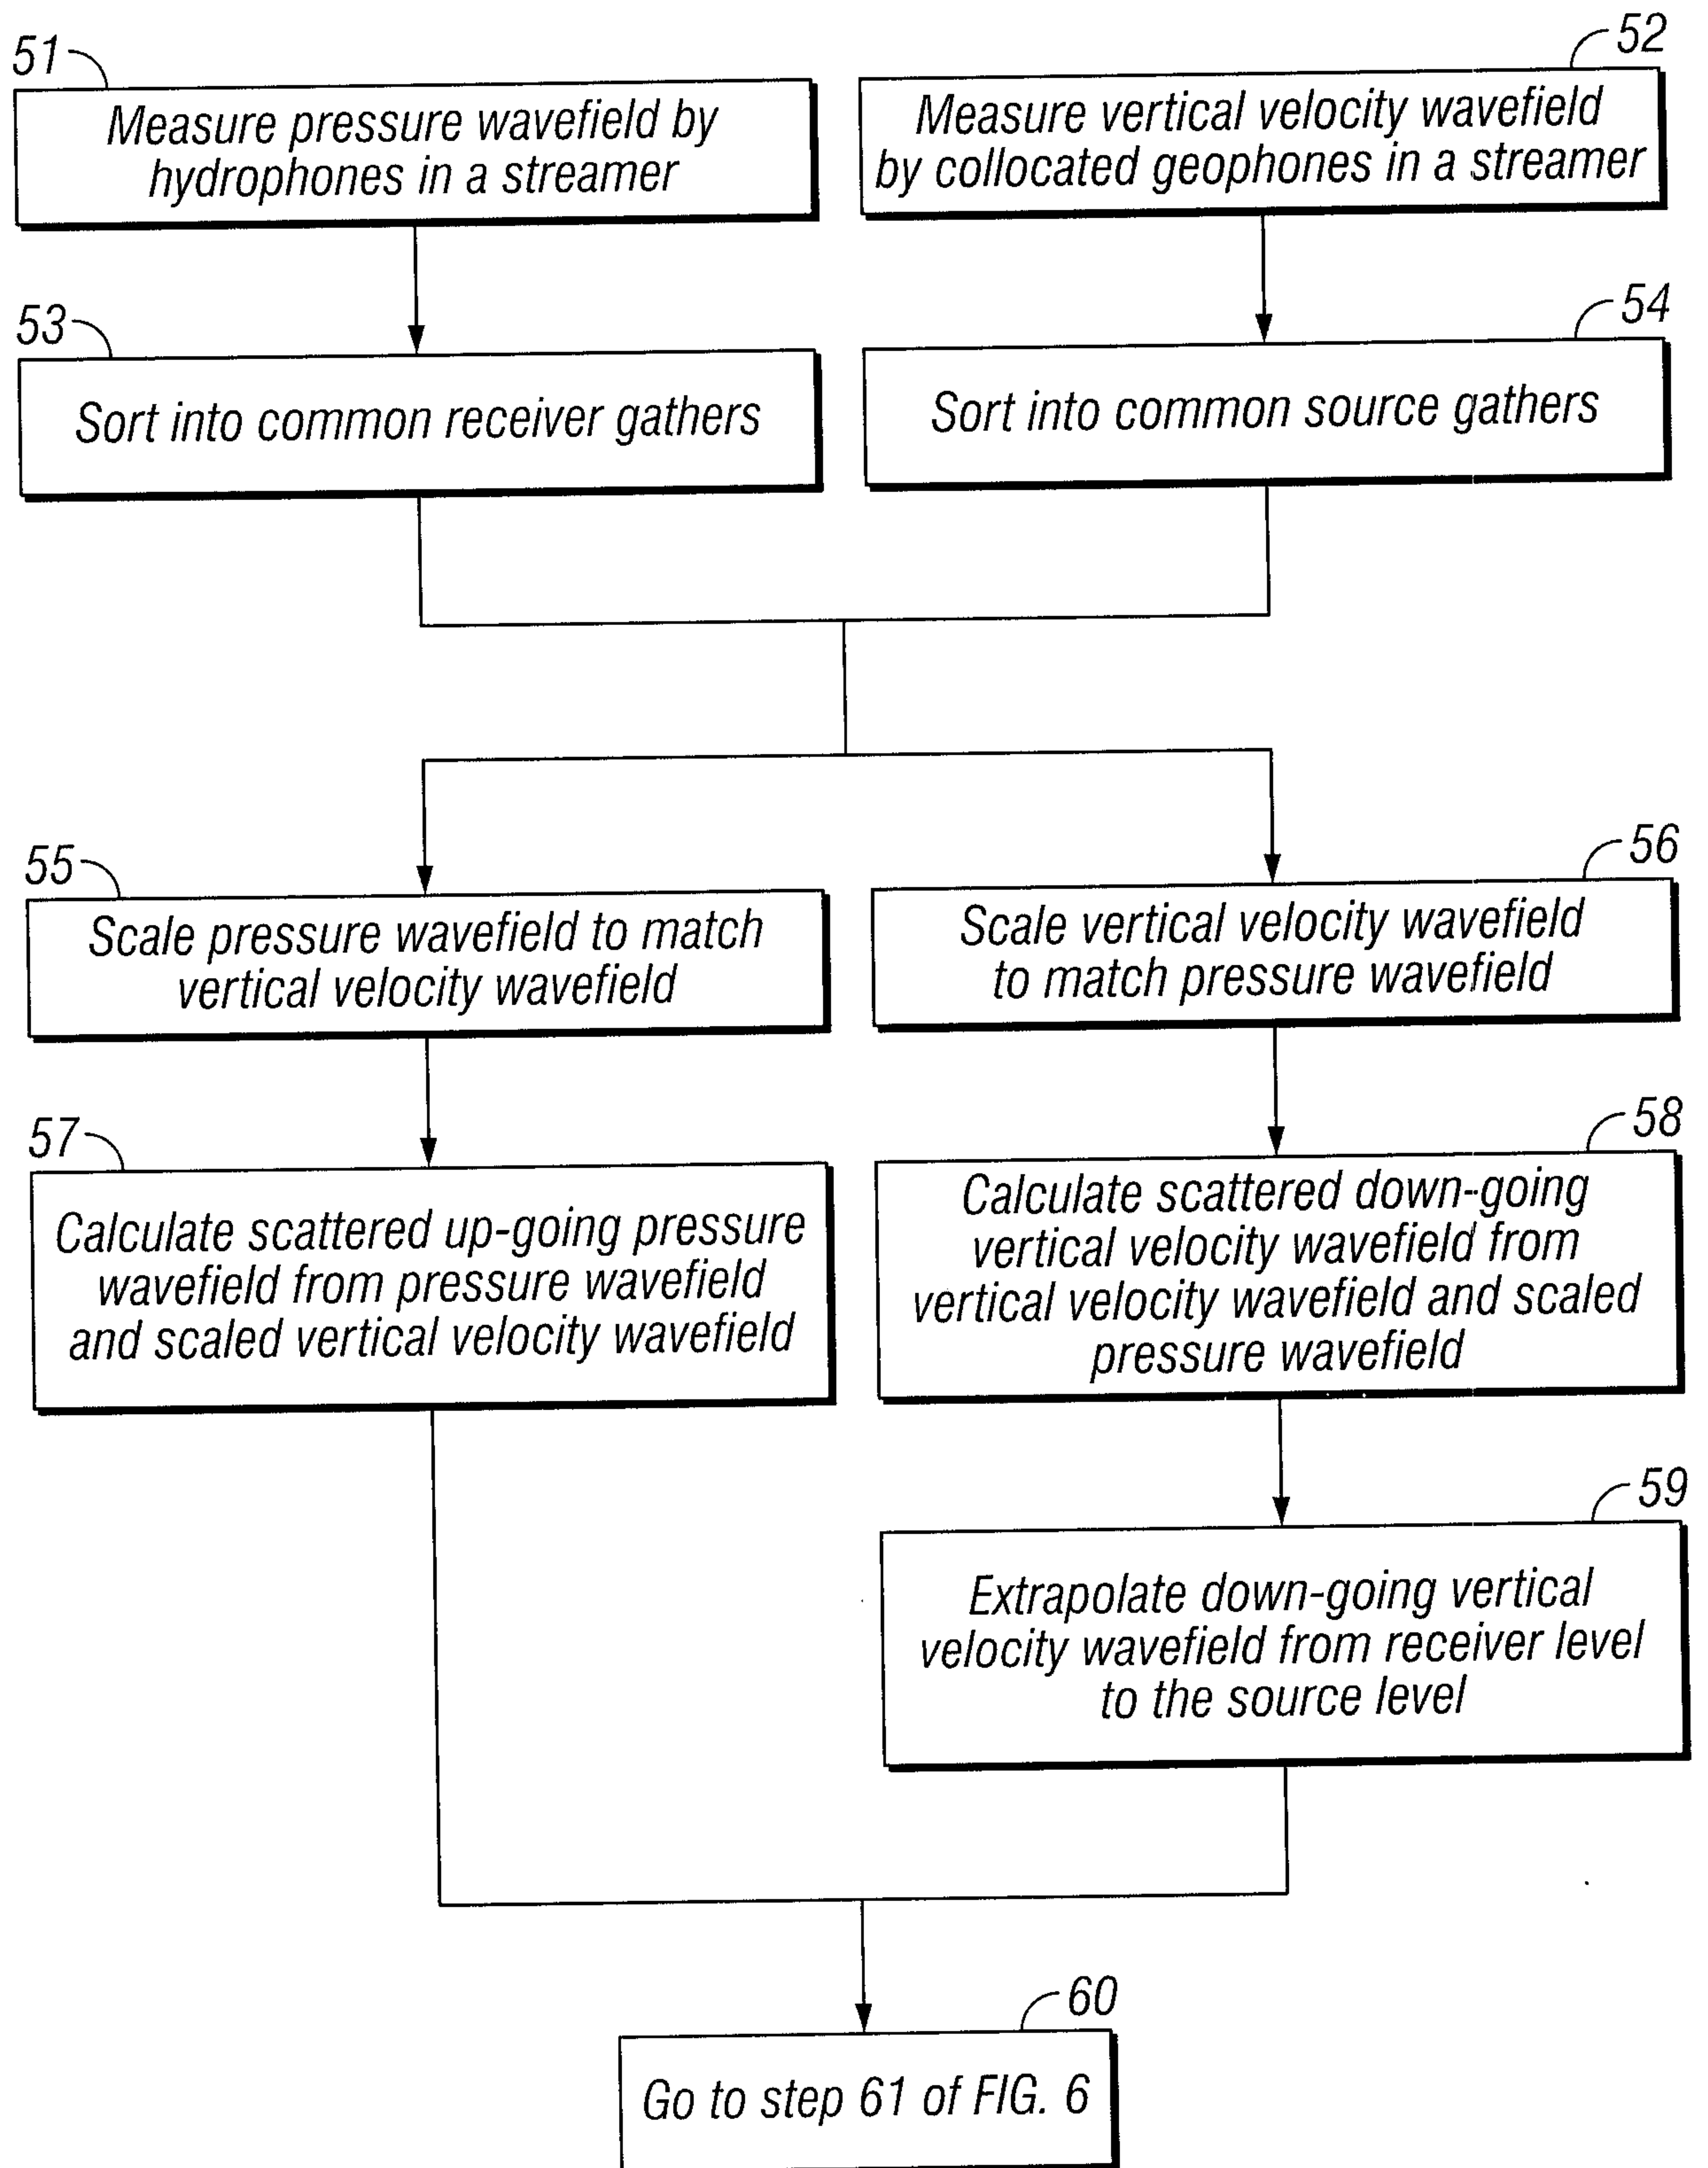 51
Measure pressure wavefield by
hydrophones in a streamer
52
Measure vertical velocity wavefield
by collocated geophones in a streamer
53
Sort into common receiver gathers
54
Sort into common source gathers
55
Scale pressure wavefield to match
vertical velocity wavefield
56
Scale vertical velocity wavefield
to match pressure wavefield
57
Calculate scattered up-going pressure
wavefield from pressure wavefield
and scaled vertical velocity wavefield
58
Calculate scattered down-going
vertical velocity wavefield from
vertical velocity wavefield and scaled
pressure wavefield
59
Extrapolate down-going vertical
velocity wavefield from receiver level
to the source level
60
Go to step 61 of FIG. 6